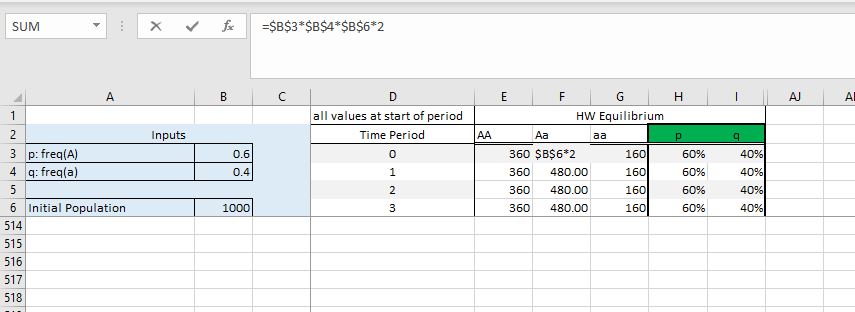 SUM fx =$B$3*$B$4*$B$6*2
A B C D E F G H I AJ
1 all values at start of period HW Equilibrium
2 Inputs Time Period AA Aa aa p q
3 p: freq(A) 0.6 0 360 $B$6*2 160 60% 40%
4 q: freq(a) 0.4 1 360 480.00 160 60% 40%
5 2 360 480.00 160 60% 40%
6 Initial Population 1000 3 360 480.00 160 60% 40%
514
515
516
517
518